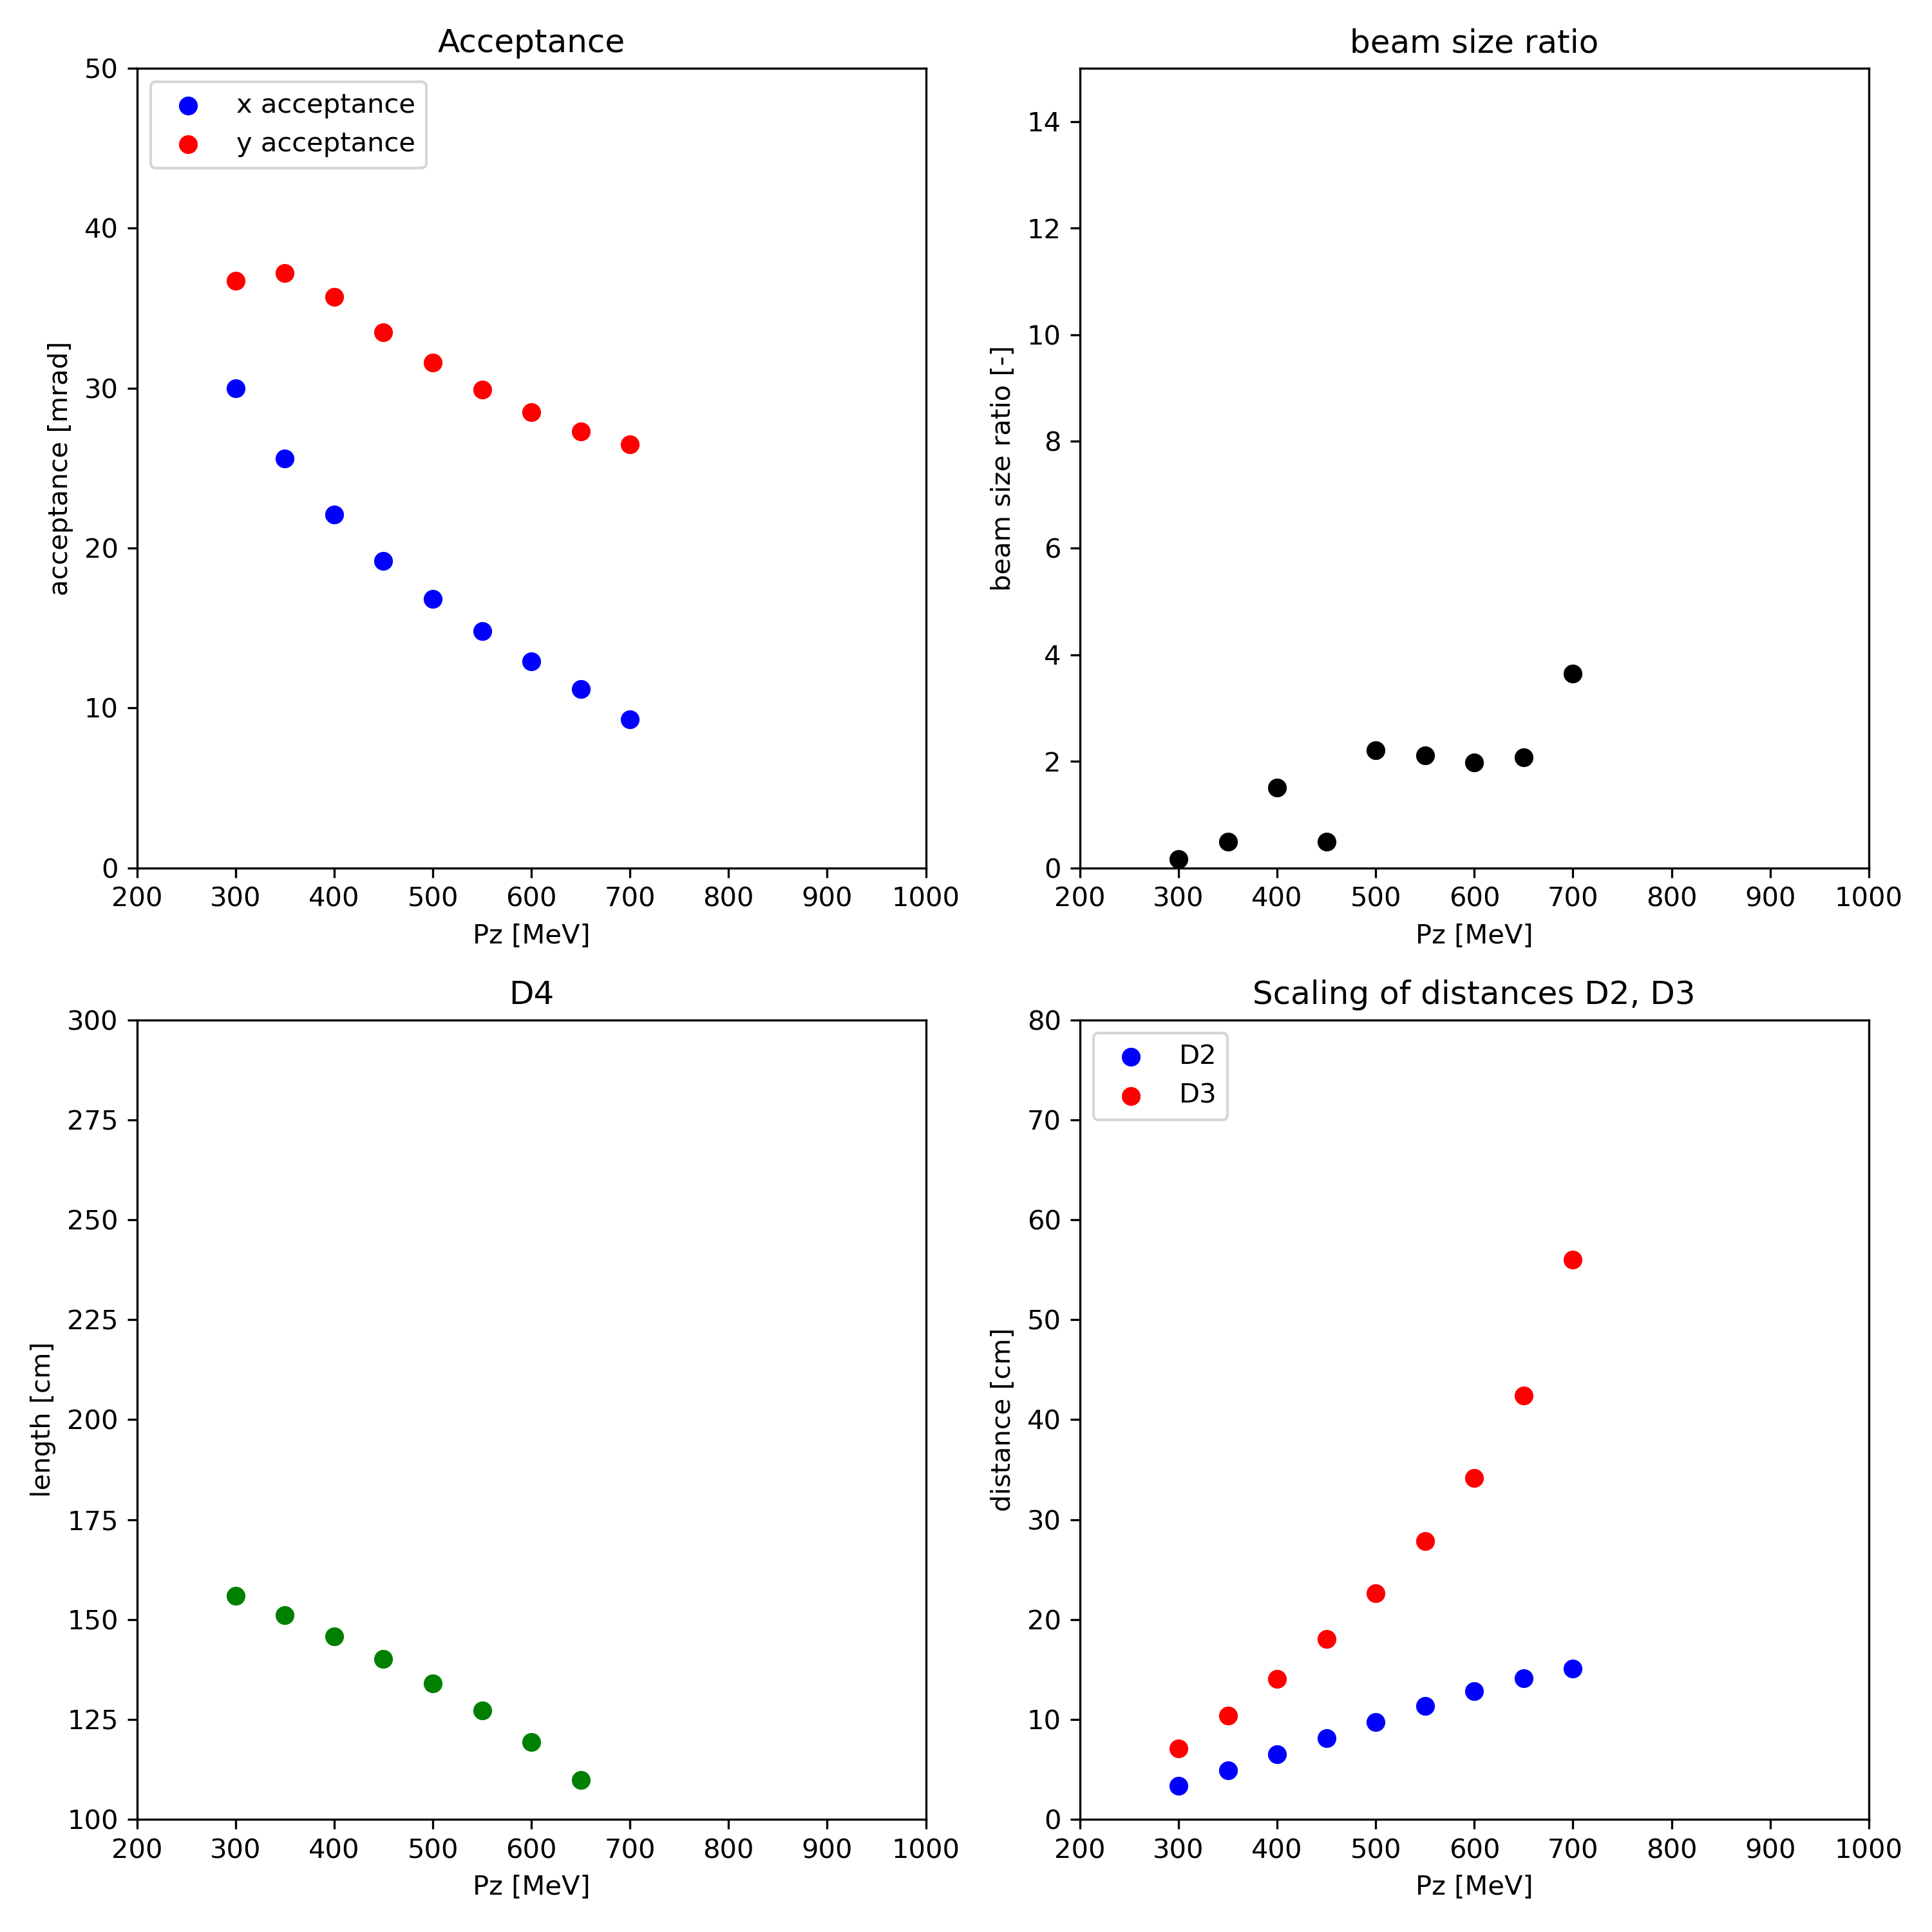 Acceptance
50
40
30
20
10
0
acceptance [mrad]
x acceptance
y acceptance
200 300 400 500 600 700 800 900 1000
Pz [MeV]
beam size ratio
14
12
10
8
6
4
2
0
beam size ratio [-]
200 300 400 500 600 700 800 900 1000
Pz [MeV]
D4
300
275
250
225
200
175
150
125
100
length [cm]
200 300 400 500 600 700 800 900 1000
Pz [MeV]
Scaling of distances D2, D3
80
70
60
50
40
30
20
10
0
distance [cm]
D2
D3
200 300 400 500 600 700 800 900 1000
Pz [MeV]